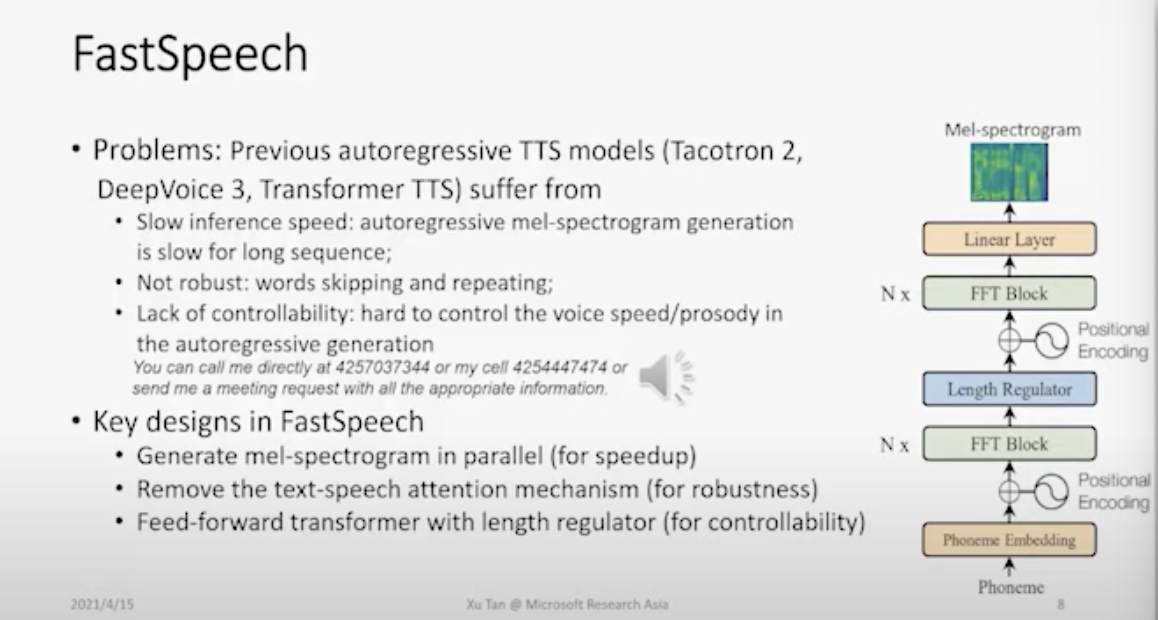 FastSpeech
• Problems: Previous autoregressive TTS models (Tacotron 2,
DeepVoice 3, Transformer TTS) suffer from
• Slow inference speed: autoregressive mel-spectrogram generation
is slow for long sequence;
• Not robust: words skipping and repeating;
• Lack of controllability: hard to control the voice speed/prosody in
the autoregressive generation
You can call me directly at 4257037344 or my cell 4254447474 or
send me a meeting request with all the appropriate information.
• Key designs in FastSpeech
• Generate mel-spectrogram in parallel (for speedup)
• Remove the text-speech attention mechanism (for robustness)
• Feed-forward transformer with length regulator (for controllability)
Mel-spectrogram
Linear Layer
N x
FFT Block
Positional
Encoding
Length Regulator
N x
FFT Block
Positional
Encoding
Phoneme Embedding
Phoneme
2021/4/15
Xu Tan @ Microsoft Research Asia
8